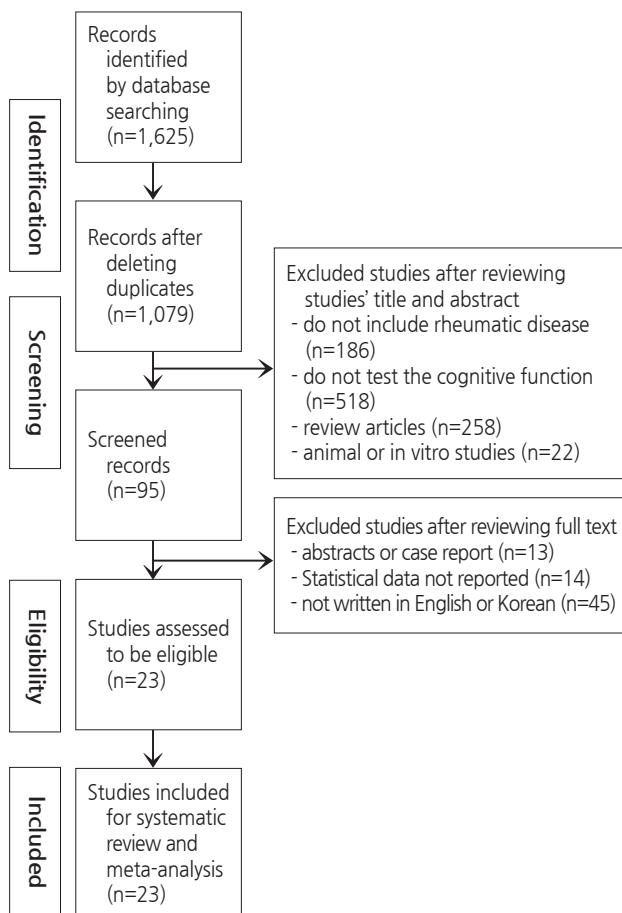 Identification
Records
identified
by database
searching
(n=1,625)
Records after
deleting
duplicates
(n=1,079)
Screening
Excluded studies after reviewing
studies' title and abstract
- do not include rheumatic disease
(n=186)
- do not test the cognitive function
(n=518)
- review articles (n=258)
- animal or in vitro studies (n=22)
Screened
records
(n=95)
Excluded studies after reviewing full text
- abstracts or case report (n=13)
- Statistical data not reported (n=14)
- not written in English or Korean (n=45)
Eligibility
Studies assessed
to be eligible
(n=23)
Included
Studies included
for systematic
review and
meta-analysis
(n=23)